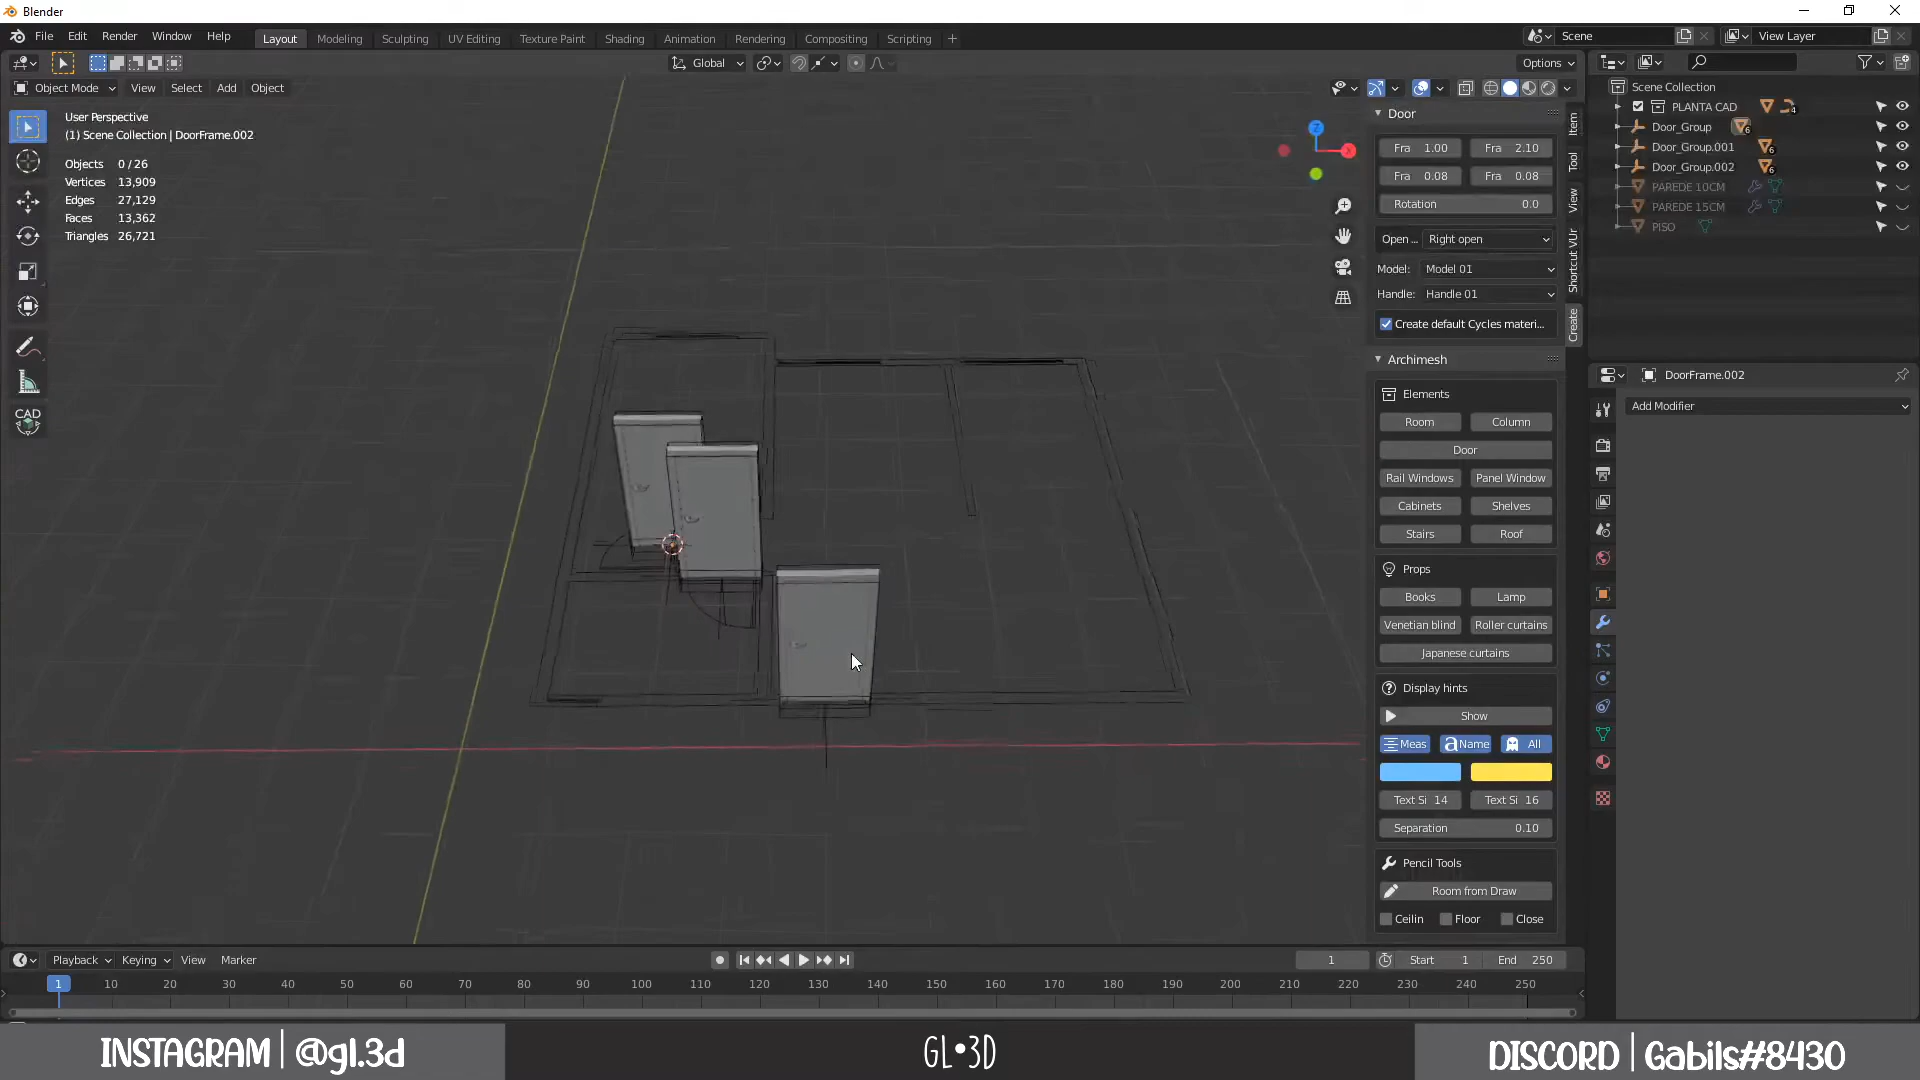 Blender
File Edit Render Window Help
Layout Modeling Sculpting UV Editing Texture Paint Shading Animation Rendering Compositing Scripting
Scene
View Layer
Global
Options
Object Mode View Select Add Object
User Perspective
(1) Scene Collection | DoorFrame.002
Objects 0 / 26
Vertices 13,909
Edges 27,129
Faces 13,362
Triangles 26,721
CAD
Z
X
Door
Fra 1.00 Fra 2.10
Fra 0.08 Fra 0.08
Rotation 0.0
Open ... Right open
Model: Model 01
Handle: Handle 01
Create default Cycles materi...
Archimesh
Elements
Room Column
Door
Rail Windows Panel Window
Cabinets Shelves
Stairs Roof
Props
Books Lamp
Venetian blind Roller curtains
Japanese curtains
Display hints
Show
Meas Name All
Text Si 14 Text Si 16
Separation 0.10
Pencil Tools
Room from Draw
Ceilin Floor Close
Item
Tool
View
Shortcut VUr
Create
Scene Collection
PLANTA CAD 4
Door_Group 6
Door_Group.001 6
Door_Group.002 6
PAREDE 10CM
PAREDE 15CM
PISO
DoorFrame.002
Add Modifier
Playback Keying View Marker
1 Start 1 End 250
1 10 20 30 40 50 60 70 80 90 100 110 120 130 140 150 160 170 180 190 200 210 220 230 240 250
INSTAGRAM | @gl.3d
GL•3D
DISCORD | Gabils#8430